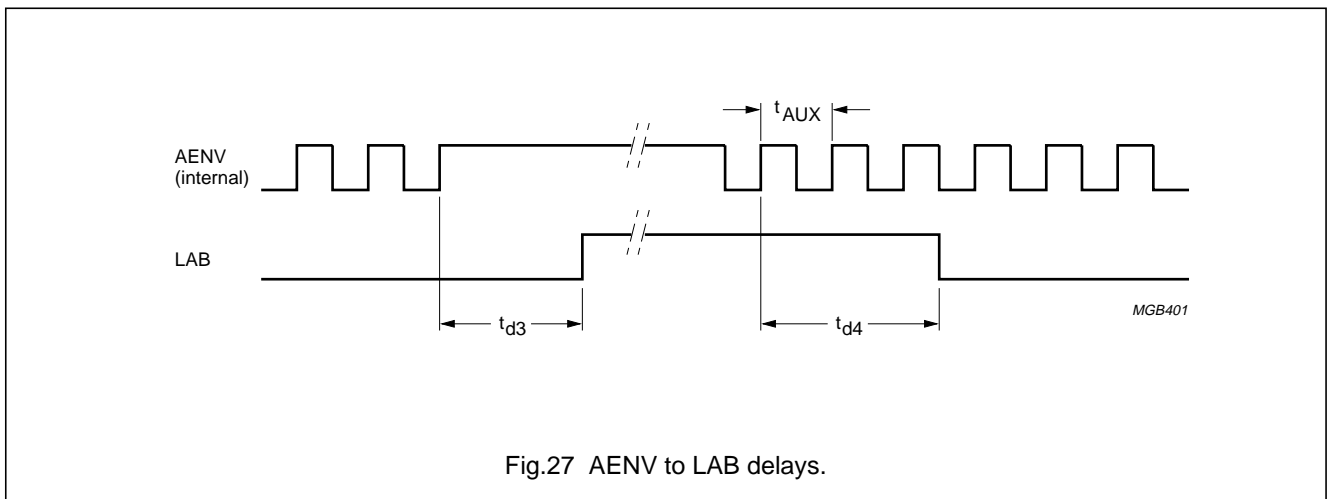 tAUX
AENV
(internal)
LAB
MGB401
td3
td4
Fig.27 AENV to LAB delays.